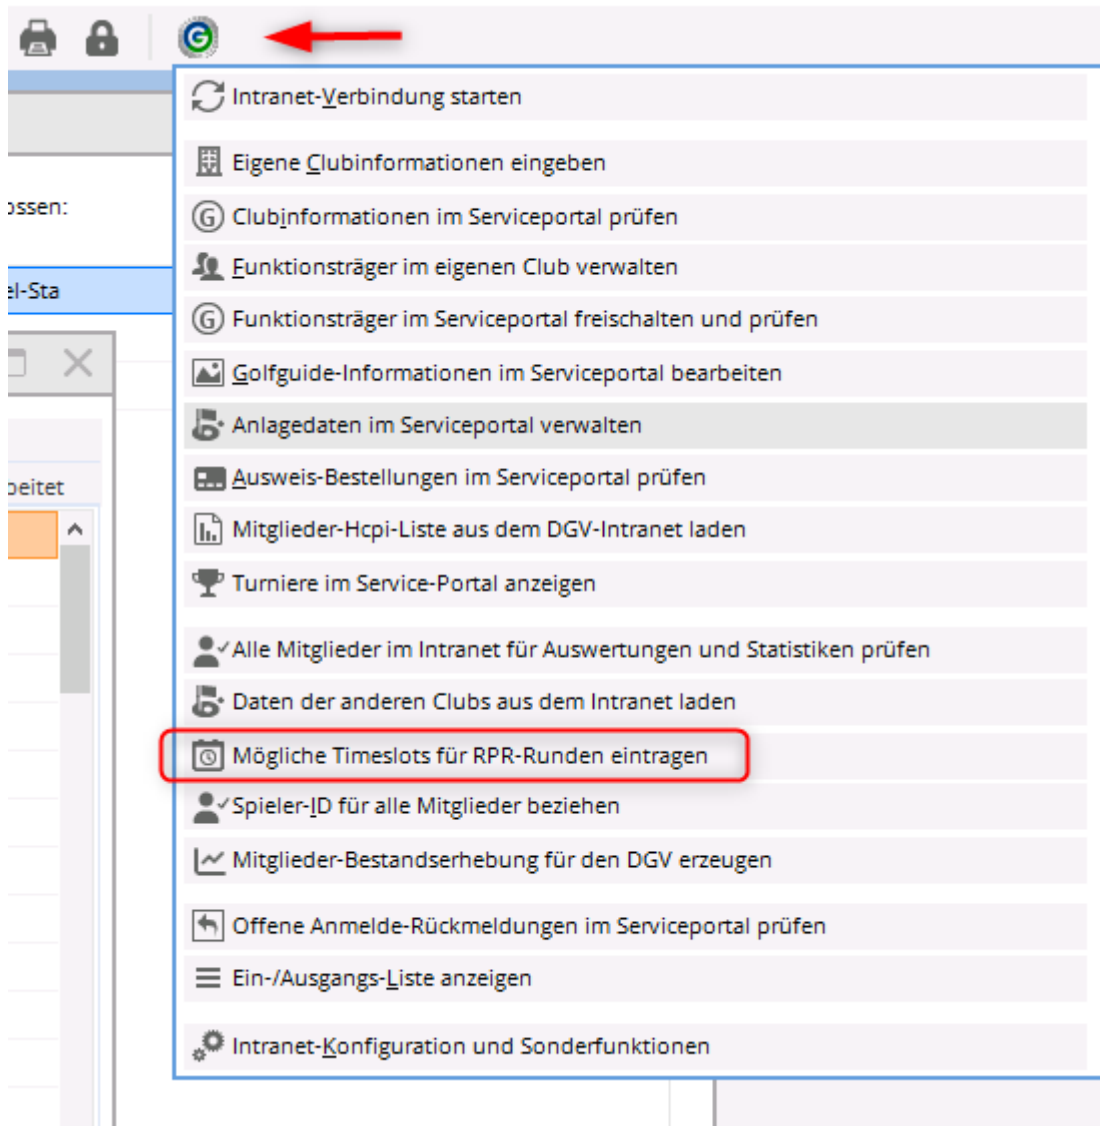 Intranet-Verbindung starten
Eigene Clubinformationen eingeben
ossen:
Clubinformationen im Serviceportal prüfen
Funktionsträger im eigenen Club verwalten
el-Sta
Funktionsträger im Serviceportal freischalten und prüfen
Golfguide-Informationen im Serviceportal bearbeiten
Anlagedaten im Serviceportal verwalten
beitet
Ausweis-Bestellungen im Serviceportal prüfen
Mitglieder-Hcpi-Liste aus dem DGV-Intranet laden
Turniere im Service-Portal anzeigen
Alle Mitglieder im Intranet für Auswertungen und Statistiken prüfen
Daten der anderen Clubs aus dem Intranet laden
Mögliche Timeslots für RPR-Runden eintragen
Spieler-ID für alle Mitglieder beziehen
Mitglieder-Bestandserhebung für den DGV erzeugen
Offene Anmelde-Rückmeldungen im Serviceportal prüfen
Ein-/Ausgangs-Liste anzeigen
Intranet-Konfiguration und Sonderfunktionen